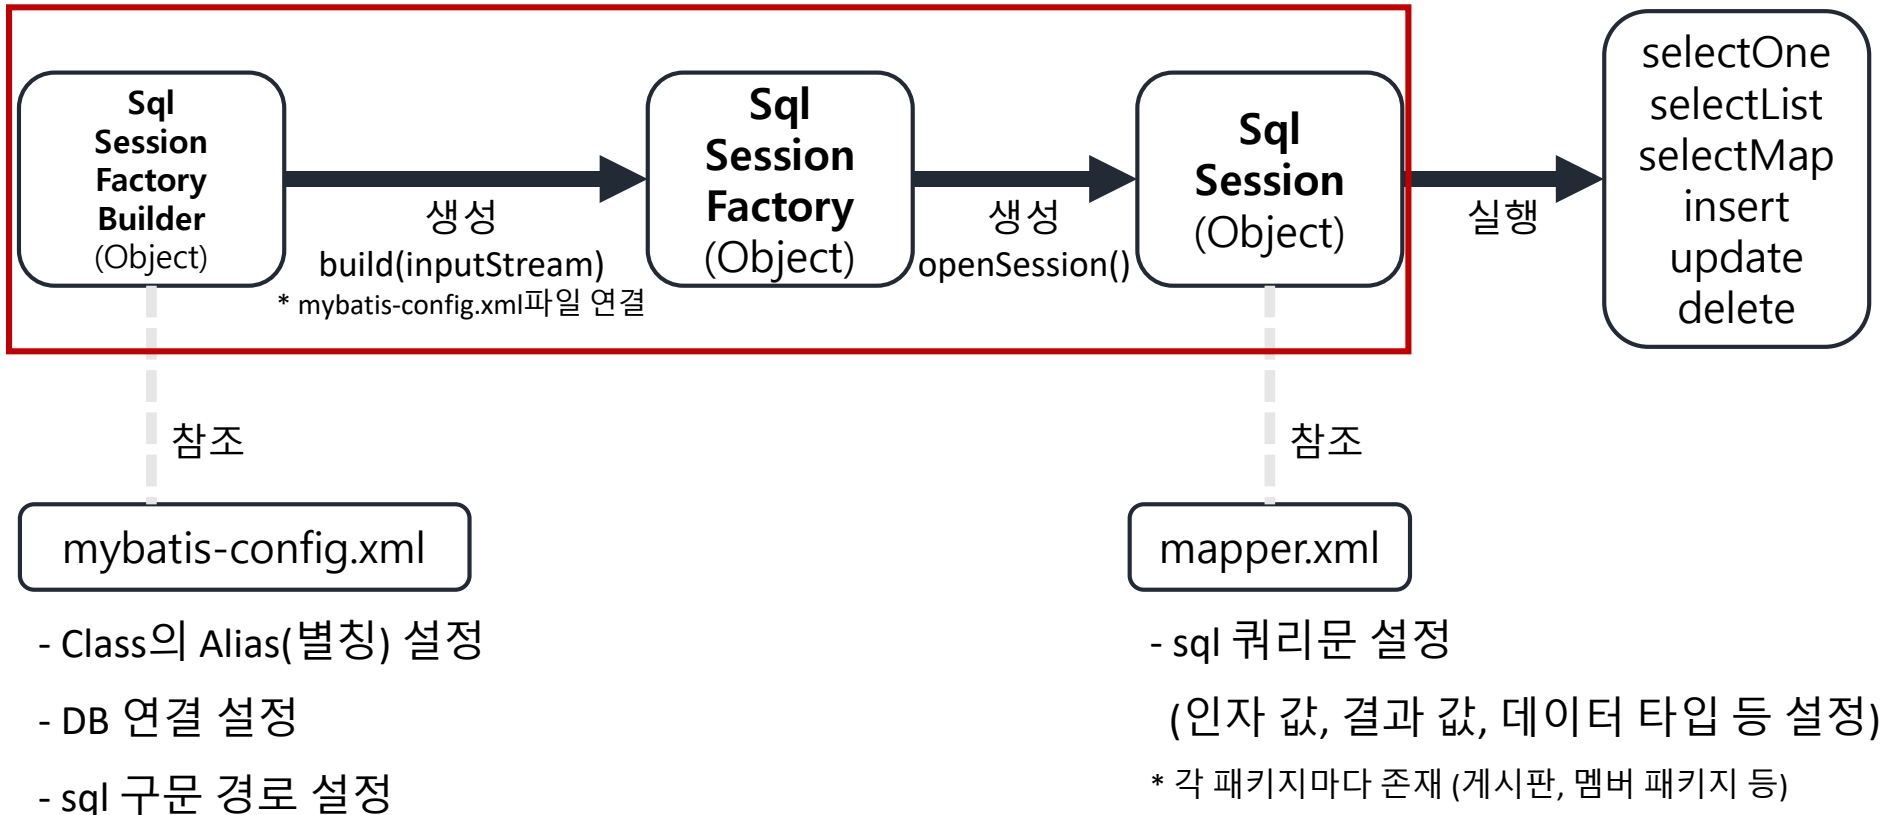 Sql
Session
Factory
Builder
(Object)
생성
build(inputStream)
* mybatis-config.xml파일 연결
Sql
Session
Factory
(Object)
생성
openSession()
Sql
Session
(Object)
실행
selectOne
selectList
selectMap
insert
update
delete
참조
참조
mybatis-config.xml
- Class의 Alias(별칭) 설정
- DB 연결 설정
- sql 구문 경로 설정
mapper.xml
- sql 쿼리문 설정
(인자 값, 결과 값, 데이터 타입 등 설정)
* 각 패키지마다 존재 (게시판, 멤버 패키지 등)